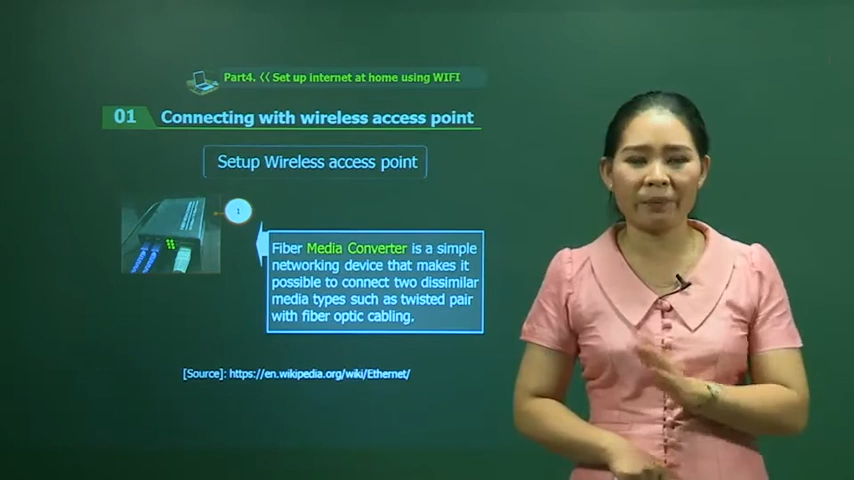 Part4. 《 Set up internet at home using WIFI
01 Connecting with wireless access point
Setup Wireless access point
1
Fiber Media Converter is a simple
networking device that makes it
possible to connect two dissimilar
media types such as twisted pair
with fiber optic cabling.
[Source]: https://en.wikipedia.org/wiki/Ethernet/